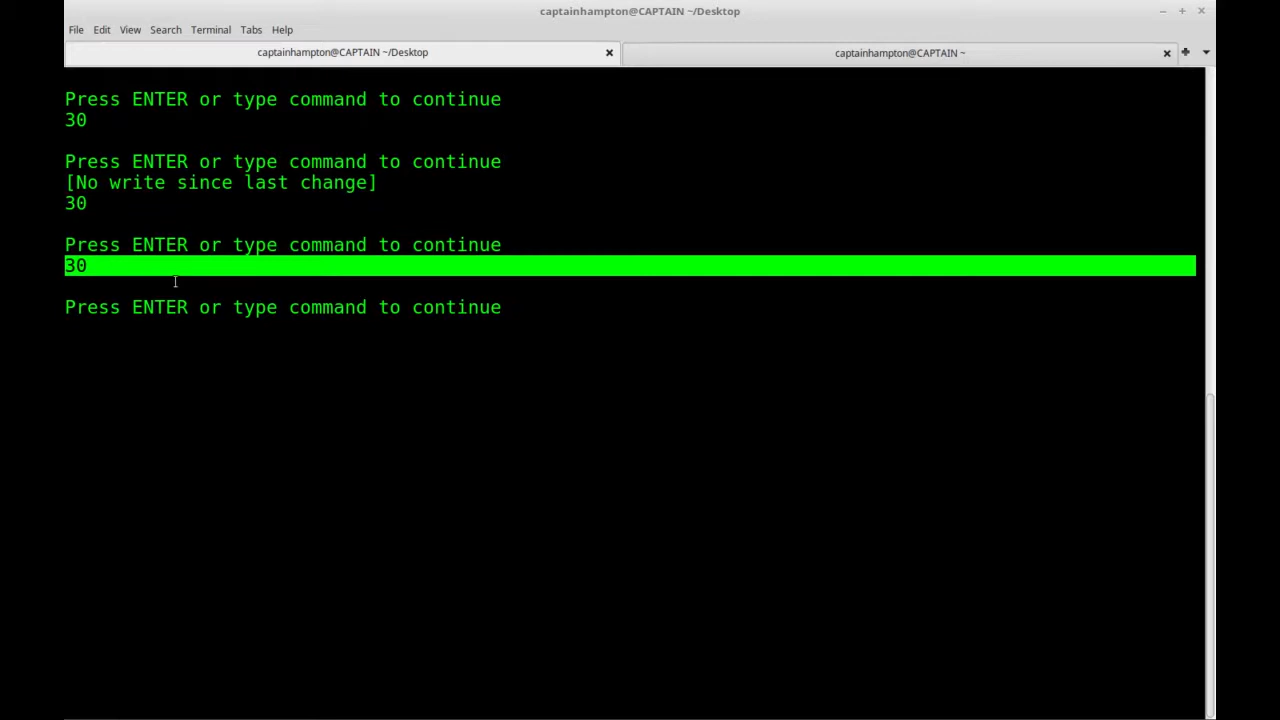 captainhampton@CAPTAIN ~/Desktop
File Edit View Search Terminal Tabs Help
captainhampton@CAPTAIN ~/Desktop captainhampton@CAPTAIN ~
Press ENTER or type command to continue
30
Press ENTER or type command to continue
[No write since last change]
30
Press ENTER or type command to continue
30
Press ENTER or type command to continue